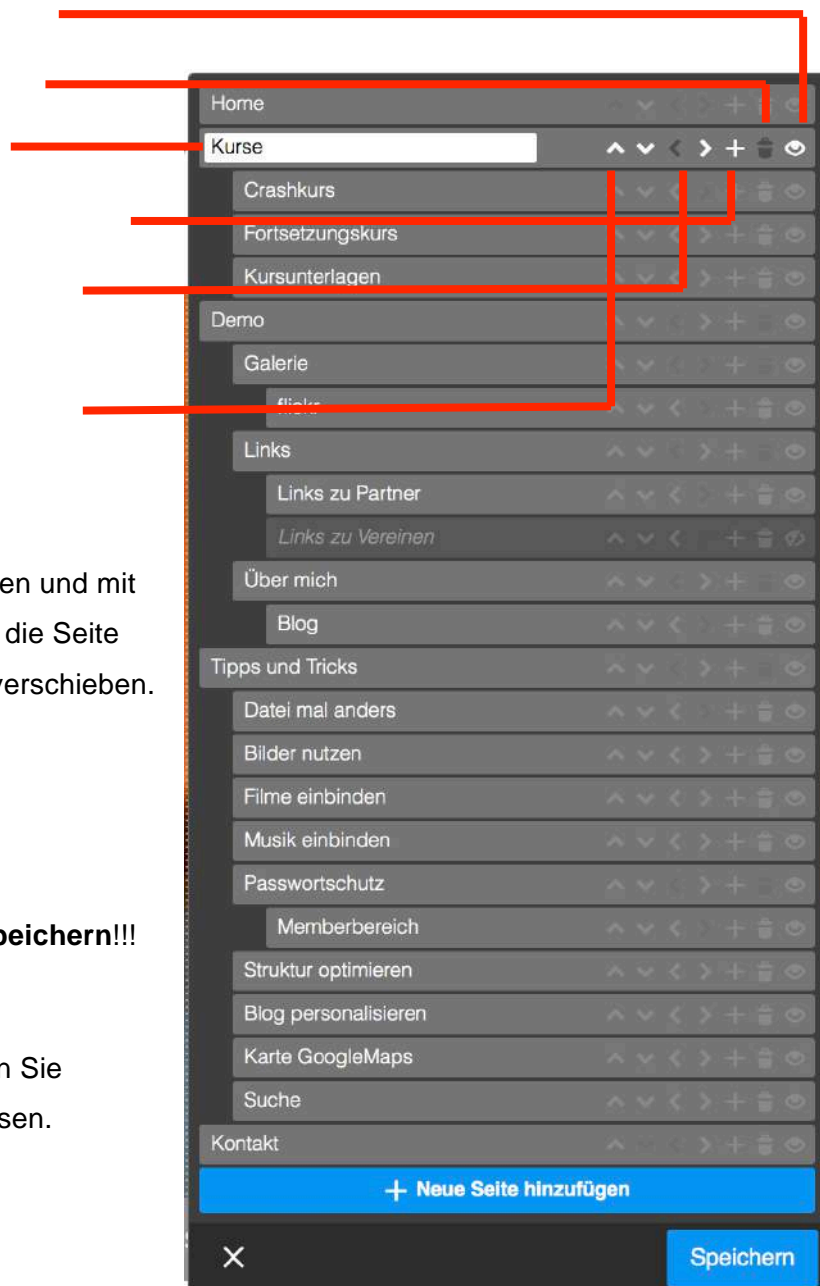 Home
Kurse
Crashkurs
Fortsetzungskurs
Kursunterlagen
Demo
Galerie
flickr
Links
Links zu Partner
Links zu Vereinen
en und mit
Über mich
die Seite
Blog
verschieben.
Tipps und Tricks
Datei mal anders
Bilder nutzen
Filme einbinden
Musik einbinden
Passwortschutz
Memberbereich
peichern!!!
Struktur optimieren
Blog personalisieren
Karte GoogleMaps
n Sie
Suche
sen.
Kontakt
+ Neue Seite hinzufügen
Speichern